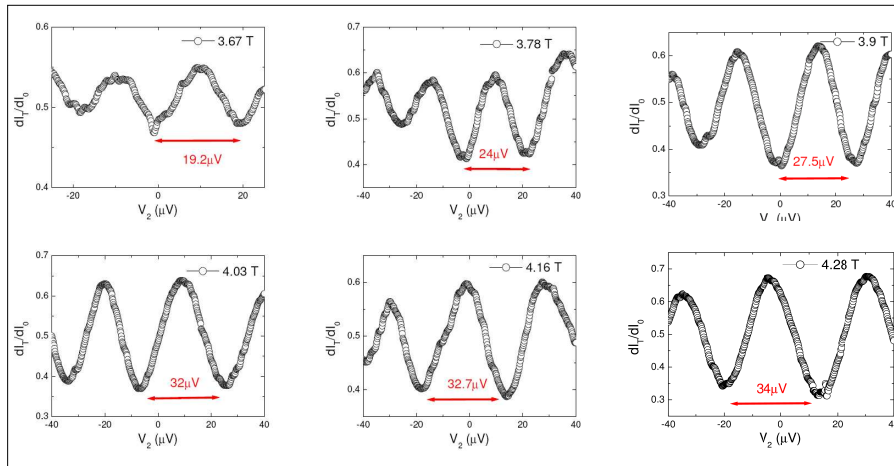 0.6
0.5
0.4
dI_T/dI_0
3.67 T
19.2μV
-20 0 20
V_2 (μV)
0.7
0.6
0.5
0.4
0.3
dI_T/dI_0
3.78 T
24μV
-40 -20 0 20 40
V_2 (μV)
0.7
0.6
0.5
0.4
0.3
dI_T/dI_0
3.9 T
27.5μV
-40 -20 0 20 40
V (μV)
0.7
0.6
0.5
0.4
0.3
dI_T/dI_0
4.03 T
32μV
-40 -20 0 20 40
V_2 (μV)
0.6
0.5
0.4
dI_T/dI_0
4.16 T
32.7μV
-40 -20 0 20 40
V_2 (μV)
0.7
0.6
0.5
0.4
0.3
dI_T/dI_0
4.28 T
34μV
-40 -20 0 20 4
V_2 (μV)